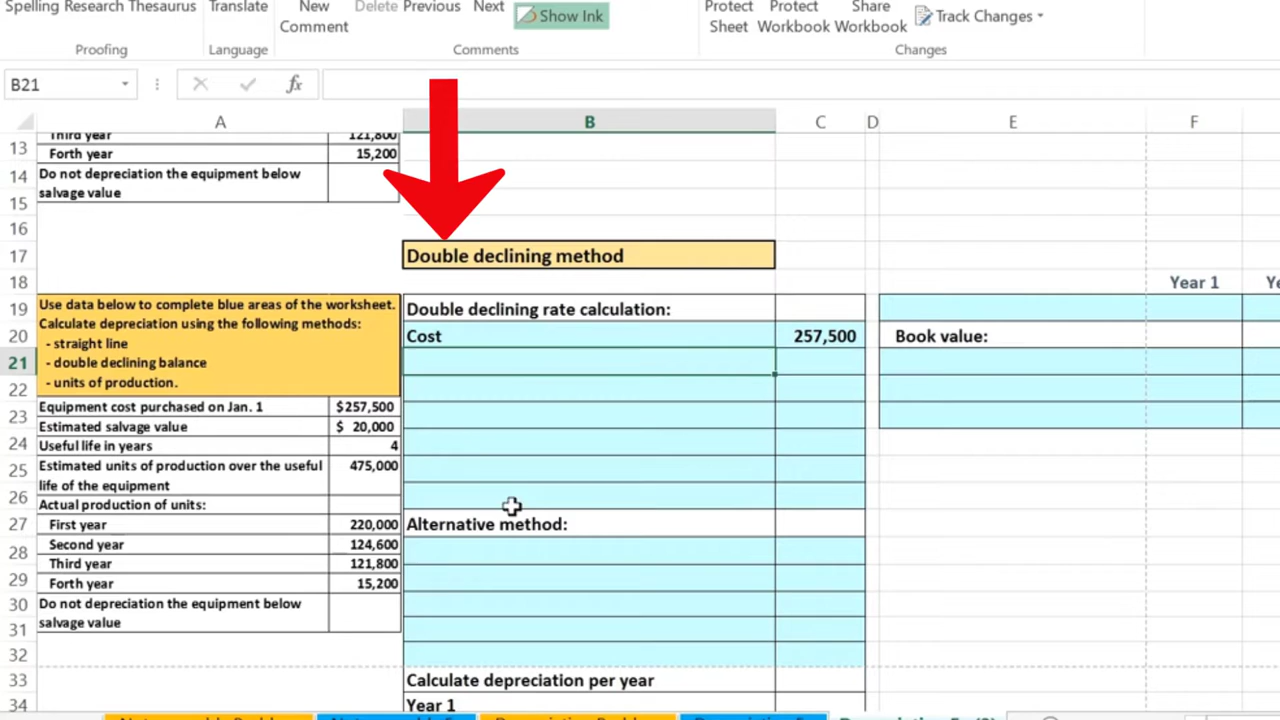 Spelling Research Thesaurus
Translate
New Comment
Delete Previous Next
Show Ink
Protect Sheet
Protect Workbook
Share Workbook
Track Changes
Proofing
Language
Comments
Changes
B21
fx
A B C D E F
13 Third year 121,800
Forth year 15,200
14 Do not depreciation the equipment below
15 salvage value
16
17 Double declining method
18 Year 1
19 Use data below to complete blue areas of the worksheet. Double declining rate calculation:
Calculate depreciation using the following methods:
20 - straight line Cost 257,500 Book value:
21 - double declining balance
22 - units of production.
Equipment cost purchased on Jan. 1 $257,500
23 Estimated salvage value $ 20,000
24 Useful life in years 4
25 Estimated units of production over the useful 475,000
life of the equipment
26 Actual production of units:
27 First year 220,000 Alternative method:
28 Second year 124,600
Third year 121,800
29 Forth year 15,200
30 Do not depreciation the equipment below
31 salvage value
32
33 Calculate depreciation per year
34 Year 1